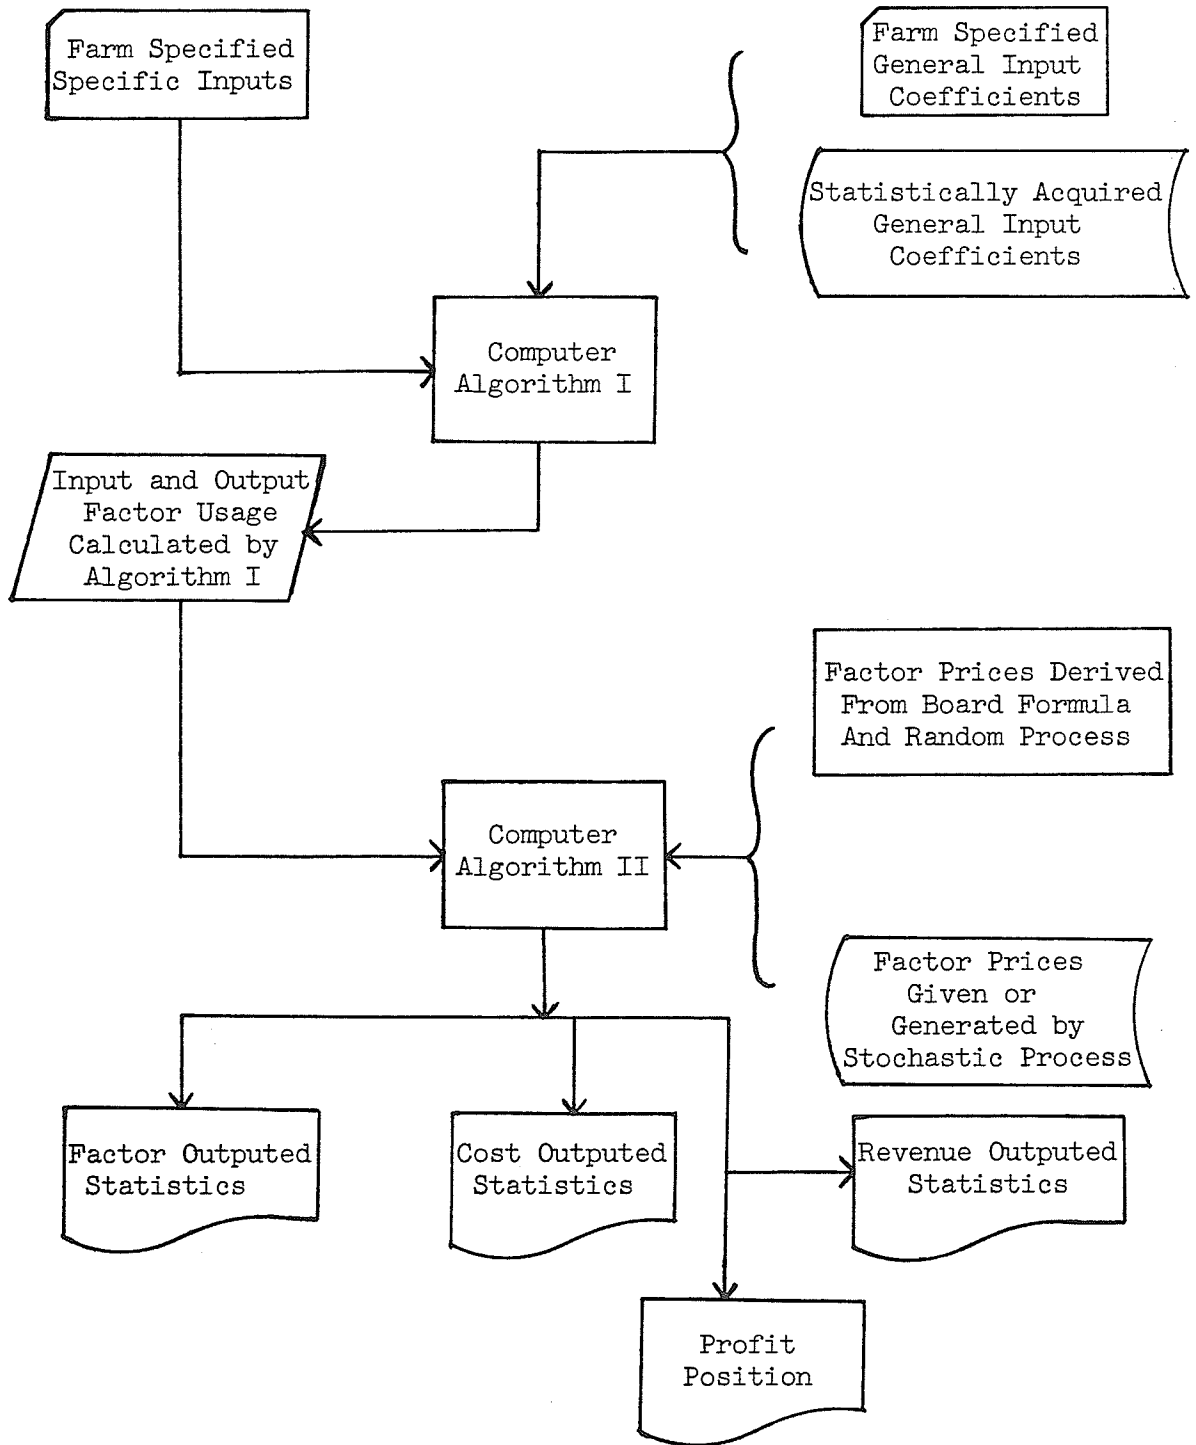 Farm Specified
Specific Inputs
Farm Specified
General Input
Coefficients
Statistically Acquired
General Input
Coefficients
Computer
Algorithm I
Input and Output
Factor Usage
Calculated by
Algorithm I
Factor Prices Derived
From Board Formula
And Random Process
Computer
Algorithm II
Factor Prices
Given or
Generated by
Stochastic Process
Factor Outputed
Statistics
Cost Outputed
Statistics
Revenue Outputed
Statistics
Profit
Position